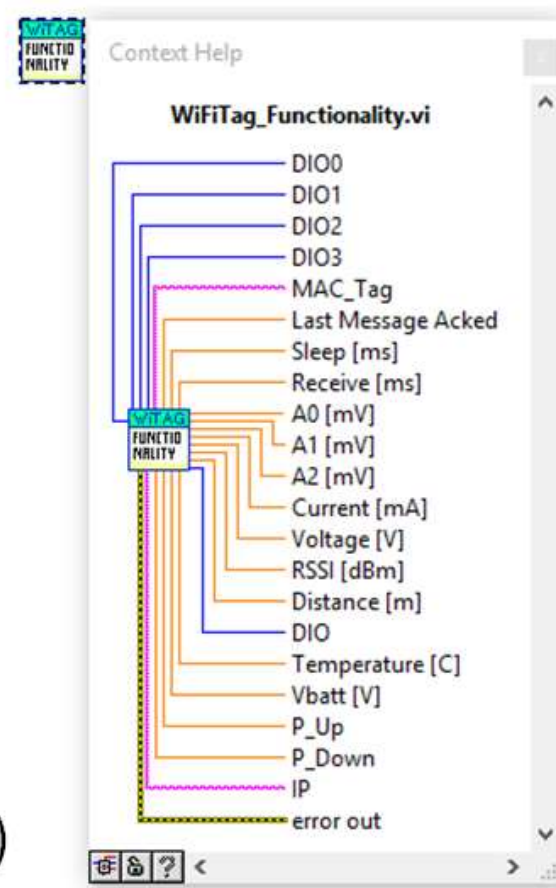 WiTAG
FUNCTIO
NALITY
Context Help
WiFiTag_Functionality.vi
DIO0
DIO1
DIO2
DIO3
MAC_Tag
Last Message Acked
Sleep [ms]
Receive [ms]
A0 [mV]
WiTAG
FUNCTIO
NALITY
A1 [mV]
A2 [mV]
Current [mA]
Voltage [V]
RSSI [dBm]
Distance [m]
DIO
Temperature [C]
Vbatt [V]
P_Up
P_Down
IP
error out
?